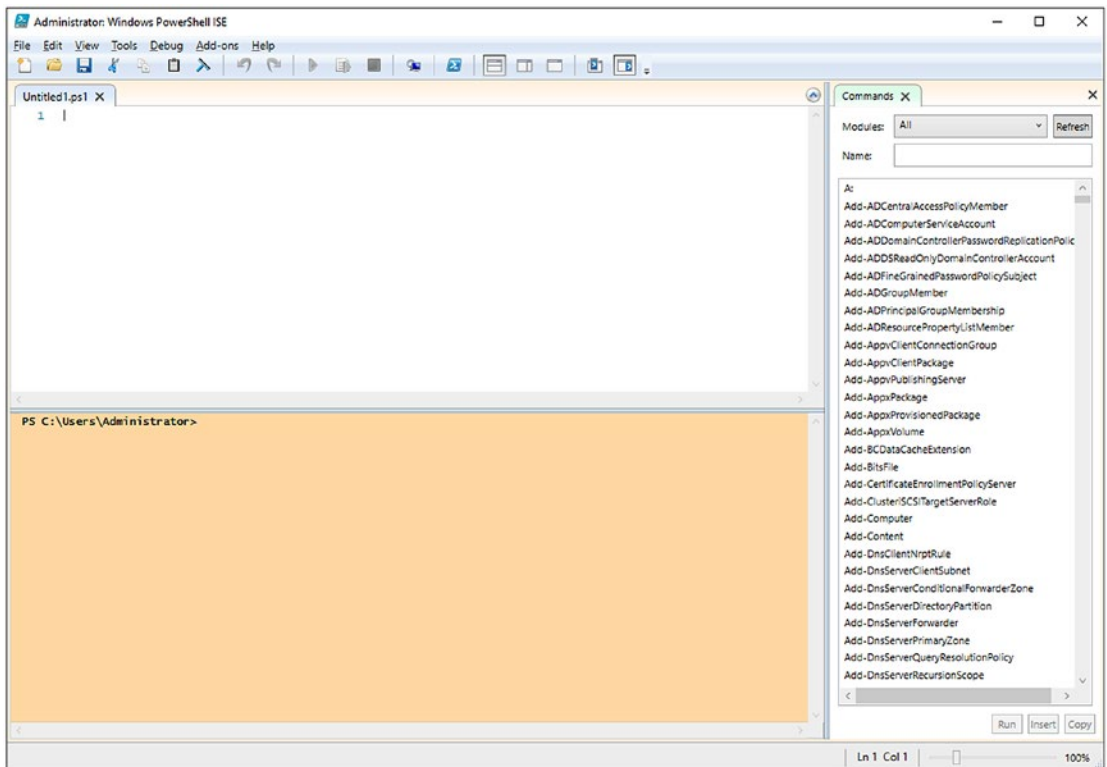 Administrator: Windows PowerShell ISE
File Edit View Tools Debug Add-ons Help
Untitled1.ps1 X
1
PS C:\Users\Administrator>
Commands X
Modules: All Refresh
Name:
A:
Add-ADCentralAccessPolicyMember
Add-ADComputerServiceAccount
Add-ADDomainControllerPasswordReplicationPolic
Add-ADDSReadOnlyDomainControllerAccount
Add-ADFineGrainedPasswordPolicySubject
Add-ADGroupMember
Add-ADPrincipalGroupMembership
Add-ADResourcePropertyListMember
Add-AppvClientConnectionGroup
Add-AppvClientPackage
Add-AppvPublishingServer
Add-AppxPackage
Add-AppxProvisionedPackage
Add-AppxVolume
Add-BCDataCacheExtension
Add-BitsFile
Add-CertificateEnrollmentPolicyServer
Add-ClusteriSCSITargetServerRole
Add-Computer
Add-Content
Add-DnsClientNrptRule
Add-DnsServerClientSubnet
Add-DnsServerConditionalForwarderZone
Add-DnsServerDirectoryPartition
Add-DnsServerForwarder
Add-DnsServerPrimaryZone
Add-DnsServerQueryResolutionPolicy
Add-DnsServerRecursionScope
Run Insert Copy
Ln 1 Col 1 100%